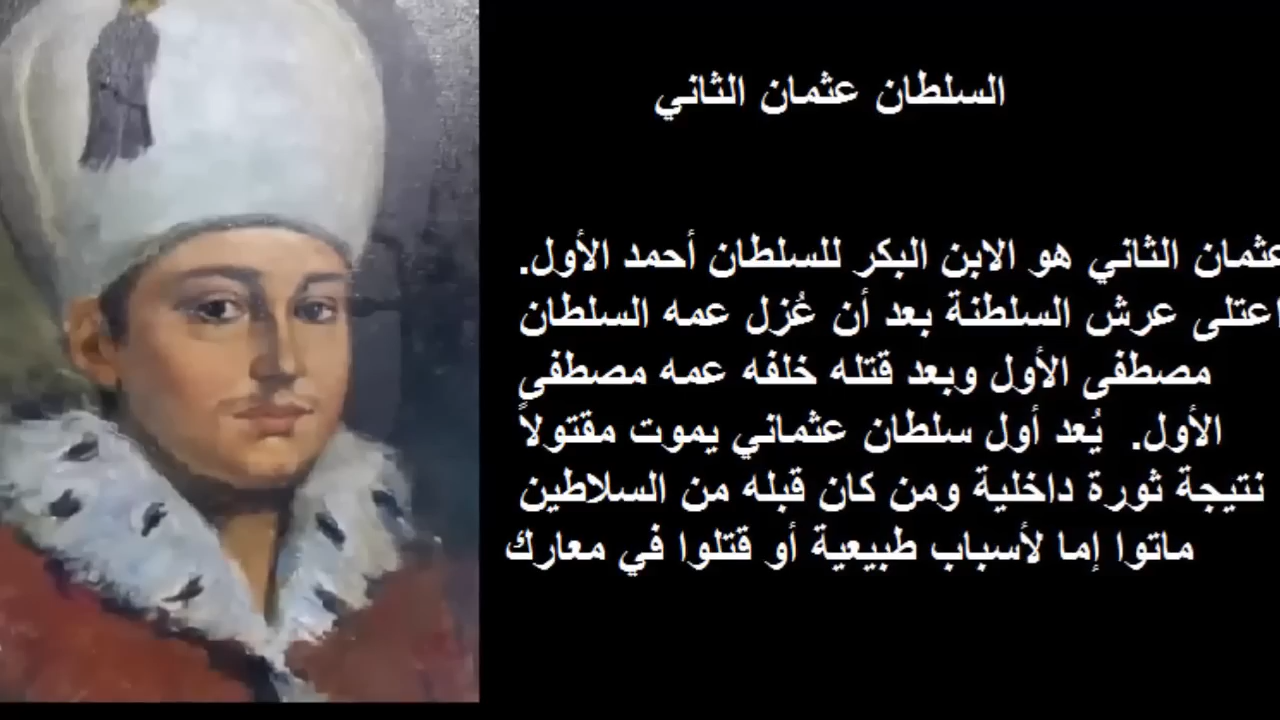 السلطان عثمان الثاني
عثمان الثاني هو الابن البكر للسلطان أحمد الأول.
اعتلى عرش السلطنة بعد أن عُزل عمه السلطان
مصطفى الأول وبعد قتله خلفه عمه مصطفى
الأول. يُعد أول سلطان عثماني يموت مقتولاً
نتيجة ثورة داخلية ومن كان قبله من السلاطين
ماتوا إما لأسباب طبيعية أو قتلوا في معارك